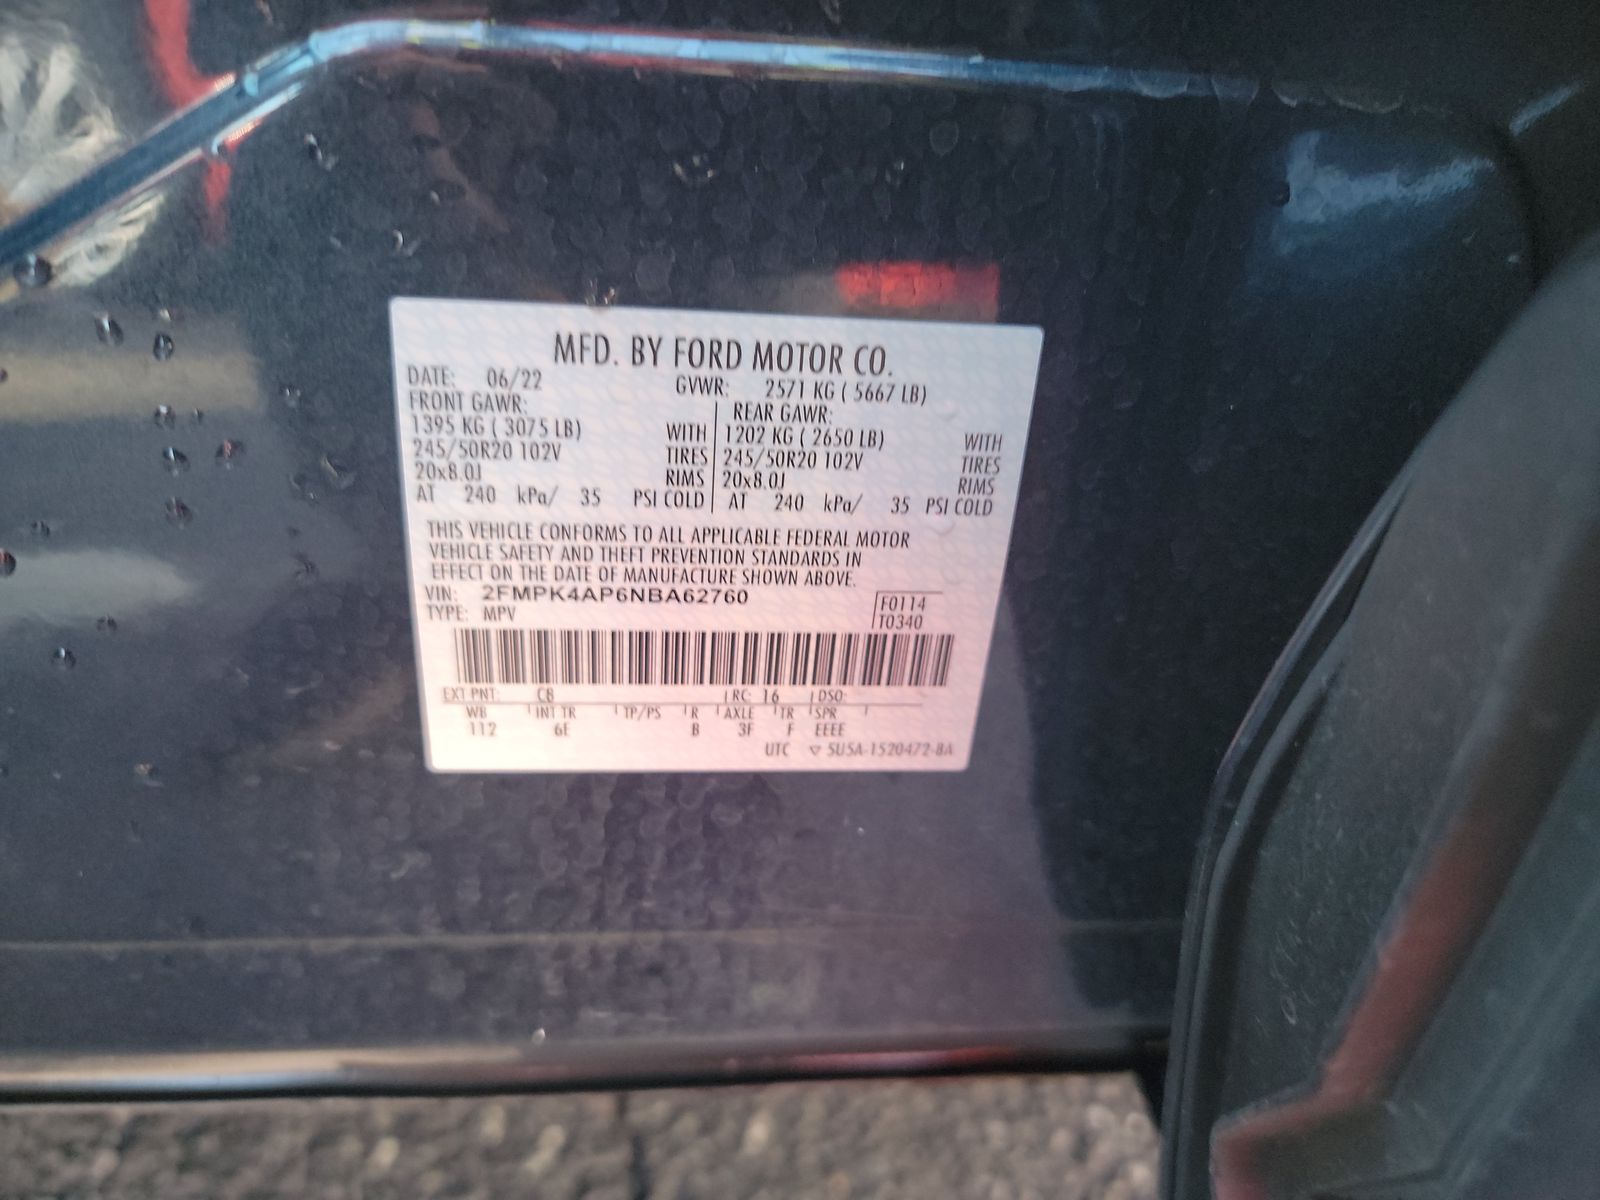 MFD. BY FORD MOTOR CO.
DATE: 06/22 GVWR: 2571 KG ( 5667 LB)
FRONT GAWR: REAR GAWR:
1395 KG ( 3075 LB) WITH 1202 KG ( 2650 LB) WITH
245/50R20 102V TIRES 245/50R20 102V TIRES
20x8.0J RIMS 20x8.0J RIMS
AT 240 kPa/ 35 PSI COLD AT 240 kPa/ 35 PSI COLD
THIS VEHICLE CONFORMS TO ALL APPLICABLE FEDERAL MOTOR
VEHICLE SAFETY AND THEFT PREVENTION STANDARDS IN
EFFECT ON THE DATE OF MANUFACTURE SHOWN ABOVE.
VIN: 2FMPK4AP6NBA62760 F0114
TYPE: MPV T0340
EXT PNT: CB RC: 16 DSO:
WB INT TR TP/PS R AXLE TR SPR
112 6E B 3F F EEEE
UTC ▽ 5U5A-1520472-BA